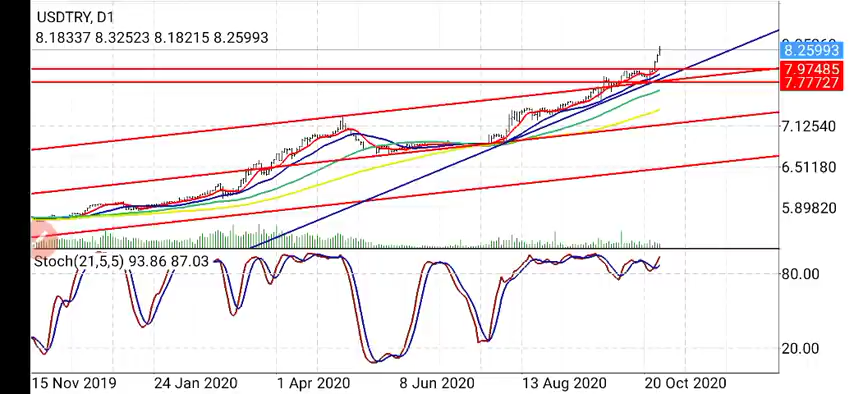 USDTRY, D1
8.18337 8.32523 8.18215 8.25993
8.25993
7.97485
7.77727
7.12540
6.51180
5.89820
Stoch(21,5,5) 93.86 87.03
80.00
20.00
15 Nov 2019 24 Jan 2020 1 Apr 2020 8 Jun 2020 13 Aug 2020 20 Oct 2020